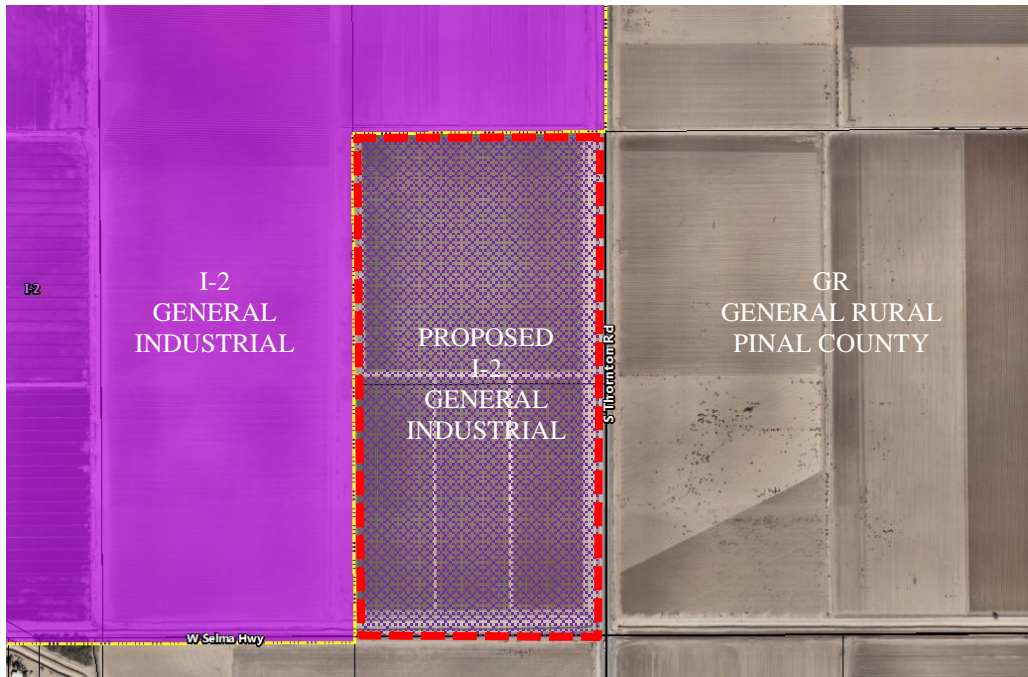 I-2
I-2
GENERAL
INDUSTRIAL
PROPOSED
I-2
GENERAL
INDUSTRIAL
S Thornton Rd
GR
GENERAL RURAL
PINAL COUNTY
W Selma Hwy